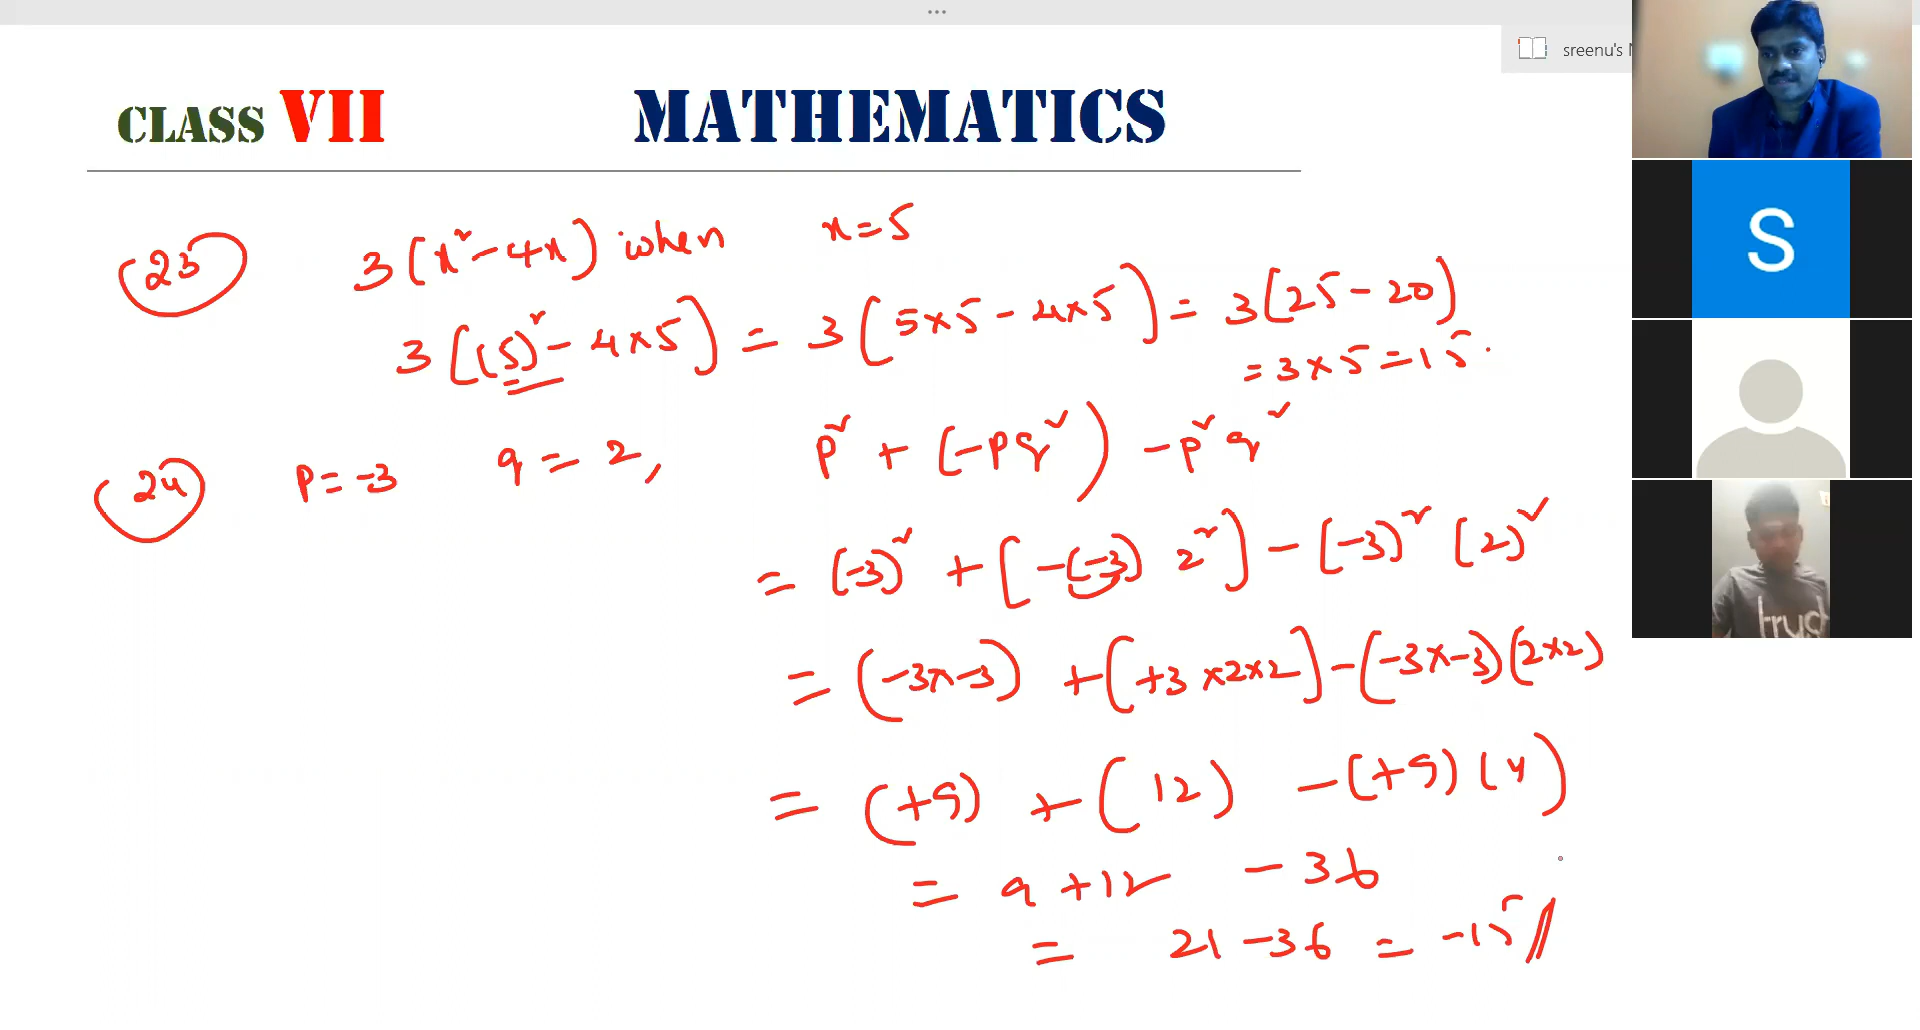 sreenu's
CLASS VII MATHEMATICS
S
23 3(x² - 4x) when x = 5
3[(5)² - 4×5] = 3(5×5 - 4×5) = 3(25 - 20)
= 3 × 5 = 15.
24 p = -3 q = 2, p² + (-pq²) - p² q²
= (-3)² + [-(-3) 2²] - (-3)² (2)²
= (-3×-3) + (+3×2×2) - (-3×-3)(2×2)
= (+9) + (12) - (+9)(4)
= 9 + 12 - 36
= 21 - 36 = -15//
trust